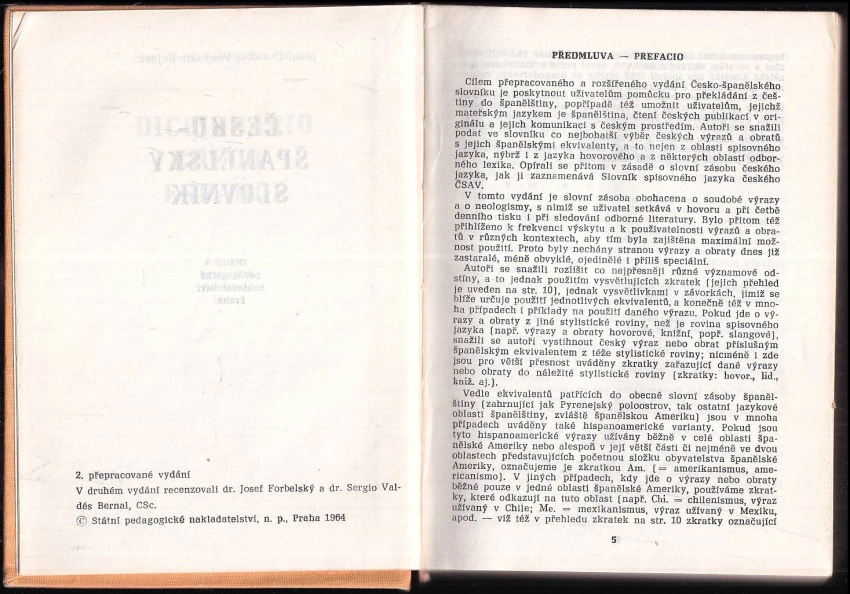 2. přepracované vydání
V druhém vydání recenzovali dr. Josef Forbelský a dr. Sergio Val-
dés Bernal, CSc.
© Státní pedagogické nakladatelství, n. p., Praha 1964
PŘEDMLUVA — PREFACIO
Cílem přepracovaného a rozšířeného vydání Česko-španělského
slovníku je poskytnout uživatelům pomůcku pro překládání z češ-
tiny do španělštiny, popřípadě též umožnit uživatelům, jejichž
mateřským jazykem je španělština, čtení českých publikací v ori-
ginálu a jejich komunikaci s českým prostředím. Autoři se snažili
podat ve slovníku co nejbohatší výběr českých výrazů a obratů
s jejich španělskými ekvivalenty, a to nejen z oblasti spisovného
jazyka, nýbrž i z jazyka hovorového a z některých oblastí odbor-
ného lexika. Opírali se přitom v zásadě o slovní zásobu českého
jazyka, jak ji zaznamenává Slovník spisovného jazyka českého
ČSAV.
V tomto vydání je slovní zásoba obohacena o soudobé výrazy
a o neologismy, s nimiž se uživatel setkává v hovoru a při četbě
denního tisku i při sledování odborné literatury. Bylo přitom též
přihlíženo k frekvenci výskytu a k použitelnosti výrazů a obra-
tů v různých kontextech, aby tím byla zajištěna maximální mož-
nost použití. Proto byly nechány stranou výrazy a obraty dnes již
zastaralé, méně obvyklé, ojedinělé i příliš speciální.
Autoři se snažili rozlišit co nejpřesněji různé významové od-
stíny, a to jednak použitím vysvětlujících zkratek (jejich přehled
je uveden na str. 10), jednak vysvětlivkami v závorkách, jimiž se
blíže určuje použití jednotlivých ekvivalentů, a konečně též v mno-
ha případech i příklady na použití daného výrazu. Pokud jde o vý-
razy a obraty z jiné stylistické roviny, než je rovina spisovného
jazyka (např. výrazy a obraty hovorové, knižní, popř. slangové),
snažili se autoři vystihnout český výraz nebo obrat příslušným
španělským ekvivalentem z téže stylistické roviny; nicméně i zde
jsou pro větší přesnost uváděny zkratky zařazující dané výrazy
nebo obraty do náležité stylistické roviny (zkratky: hovor., lid.,
kniž. aj.).
Vedle ekvivalentů patřících do obecné slovní zásoby španěl-
štiny (zahrnující jak Pyrenejský poloostrov, tak ostatní jazykové
oblasti španělštiny, zvláště španělskou Ameriku) jsou v mnoha
případech uváděny také hispanoamerické varianty. Pokud jsou
tyto hispanoamerické výrazy užívány běžně v celé oblasti špa-
nělské Ameriky nebo alespoň v její větší části či nejméně ve dvou
oblastech představujících početnou složku obyvatelstva španělské
Ameriky, označujeme je zkratkou Am. (= amerikanismus, ame-
ricanismo). V jiných případech, kdy jde o výrazy nebo obraty
běžné pouze v jedné oblasti španělské Ameriky, používáme zkrat-
ky, které odkazují na tuto oblast (např. Chi. = chilenismus, výraz
užívaný v Chile; Me. = mexikanismus, výraz užívaný v Mexiku,
apod. — viz též v přehledu zkratek na str. 10 zkratky označující
5